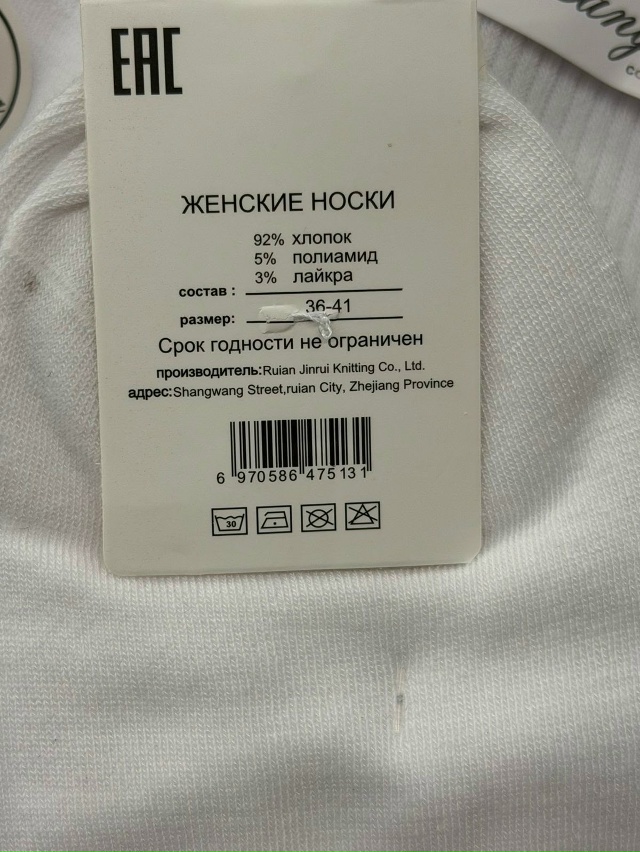 EAC
ЖЕНСКИЕ НОСКИ
92% хлопок
5% полиамид
3% лайкра
состав :
размер: 36-41
Срок годности не ограничен
производитель:Ruian Jinrui Knitting Co., Ltd.
адрес:Shangwang Street,ruian City, Zhejiang Province
6 970586 475131
30